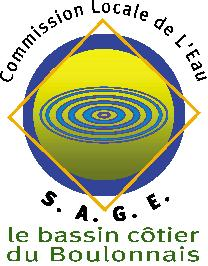 Commission Locale de L'Eau
S. A. G. E.
le bassin côtier
du Boulonnais